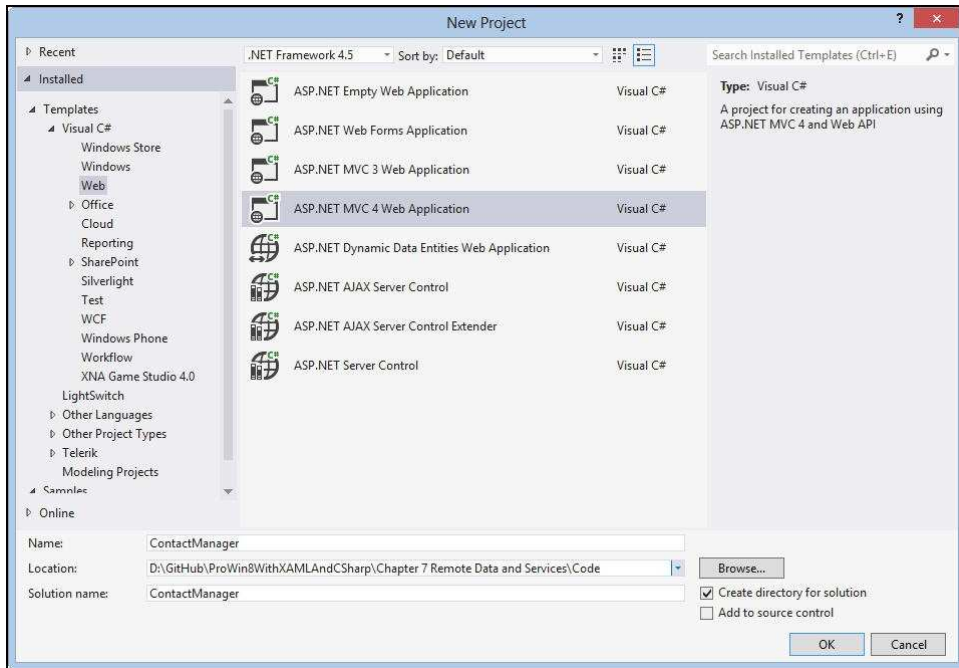 New Project
?
Recent
Installed
Templates
Visual C#
Windows Store
Windows
Web
Office
Cloud
Reporting
SharePoint
Silverlight
Test
WCF
Windows Phone
Workflow
XNA Game Studio 4.0
LightSwitch
Other Languages
Other Project Types
Telerik
Modeling Projects
Samples
Online
.NET Framework 4.5 Sort by: Default
ASP.NET Empty Web Application Visual C#
ASP.NET Web Forms Application Visual C#
ASP.NET MVC 3 Web Application Visual C#
ASP.NET MVC 4 Web Application Visual C#
ASP.NET Dynamic Data Entities Web Application Visual C#
ASP.NET AJAX Server Control Visual C#
ASP.NET AJAX Server Control Extender Visual C#
ASP.NET Server Control Visual C#
Search Installed Templates (Ctrl+E)
Type: Visual C#
A project for creating an application using
ASP.NET MVC 4 and Web API
Name: ContactManager
Location: D:\GitHub\ProWin8WithXAMLAndCSharp\Chapter 7 Remote Data and Services\Code Browse...
Solution name: ContactManager
Create directory for solution
Add to source control
OK Cancel